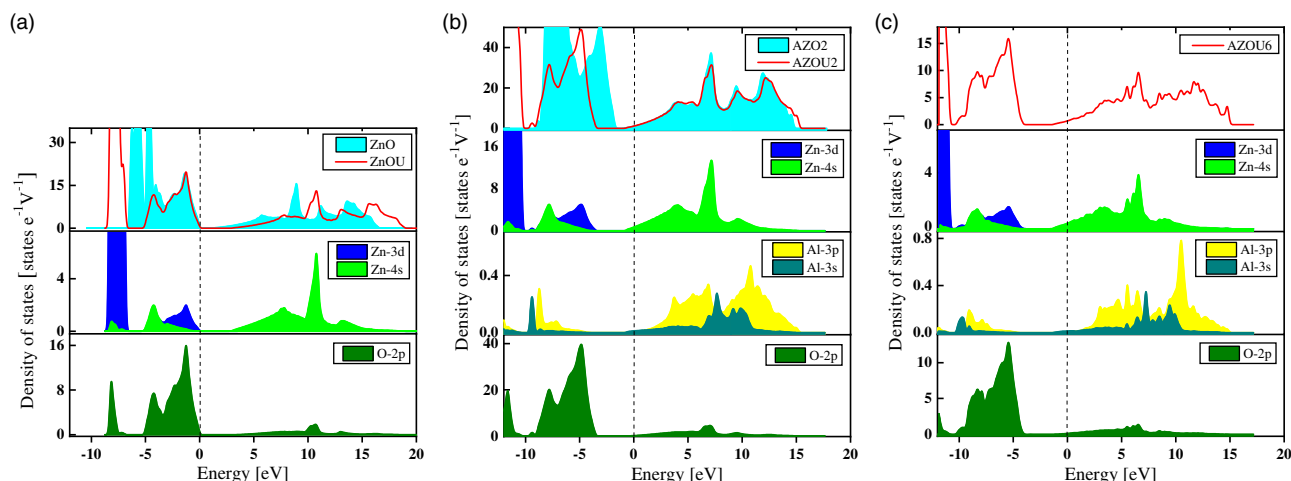 (a)
Density of states [states e⁻¹V⁻¹]
30
15
0
ZnO
ZnOU
4
0
Zn-3d
Zn-4s
16
8
0
O-2p
-10 -5 0 5 10 15 20
Energy [eV]
(b)
Density of states [states e⁻¹V⁻¹]
40
20
0
AZO2
AZOU2
16
8
0
Zn-3d
Zn-4s
0.4
0.0
Al-3p
Al-3s
40
20
0
O-2p
-10 -5 0 5 10 15 20
Energy [eV]
(c)
Density of states [states e⁻¹V⁻¹]
15
10
5
0
AZOU6
4
0
Zn-3d
Zn-4s
0.8
0.4
0.0
Al-3p
Al-3s
10
5
0
O-2p
-10 -5 0 5 10 15 20
Energy [eV]